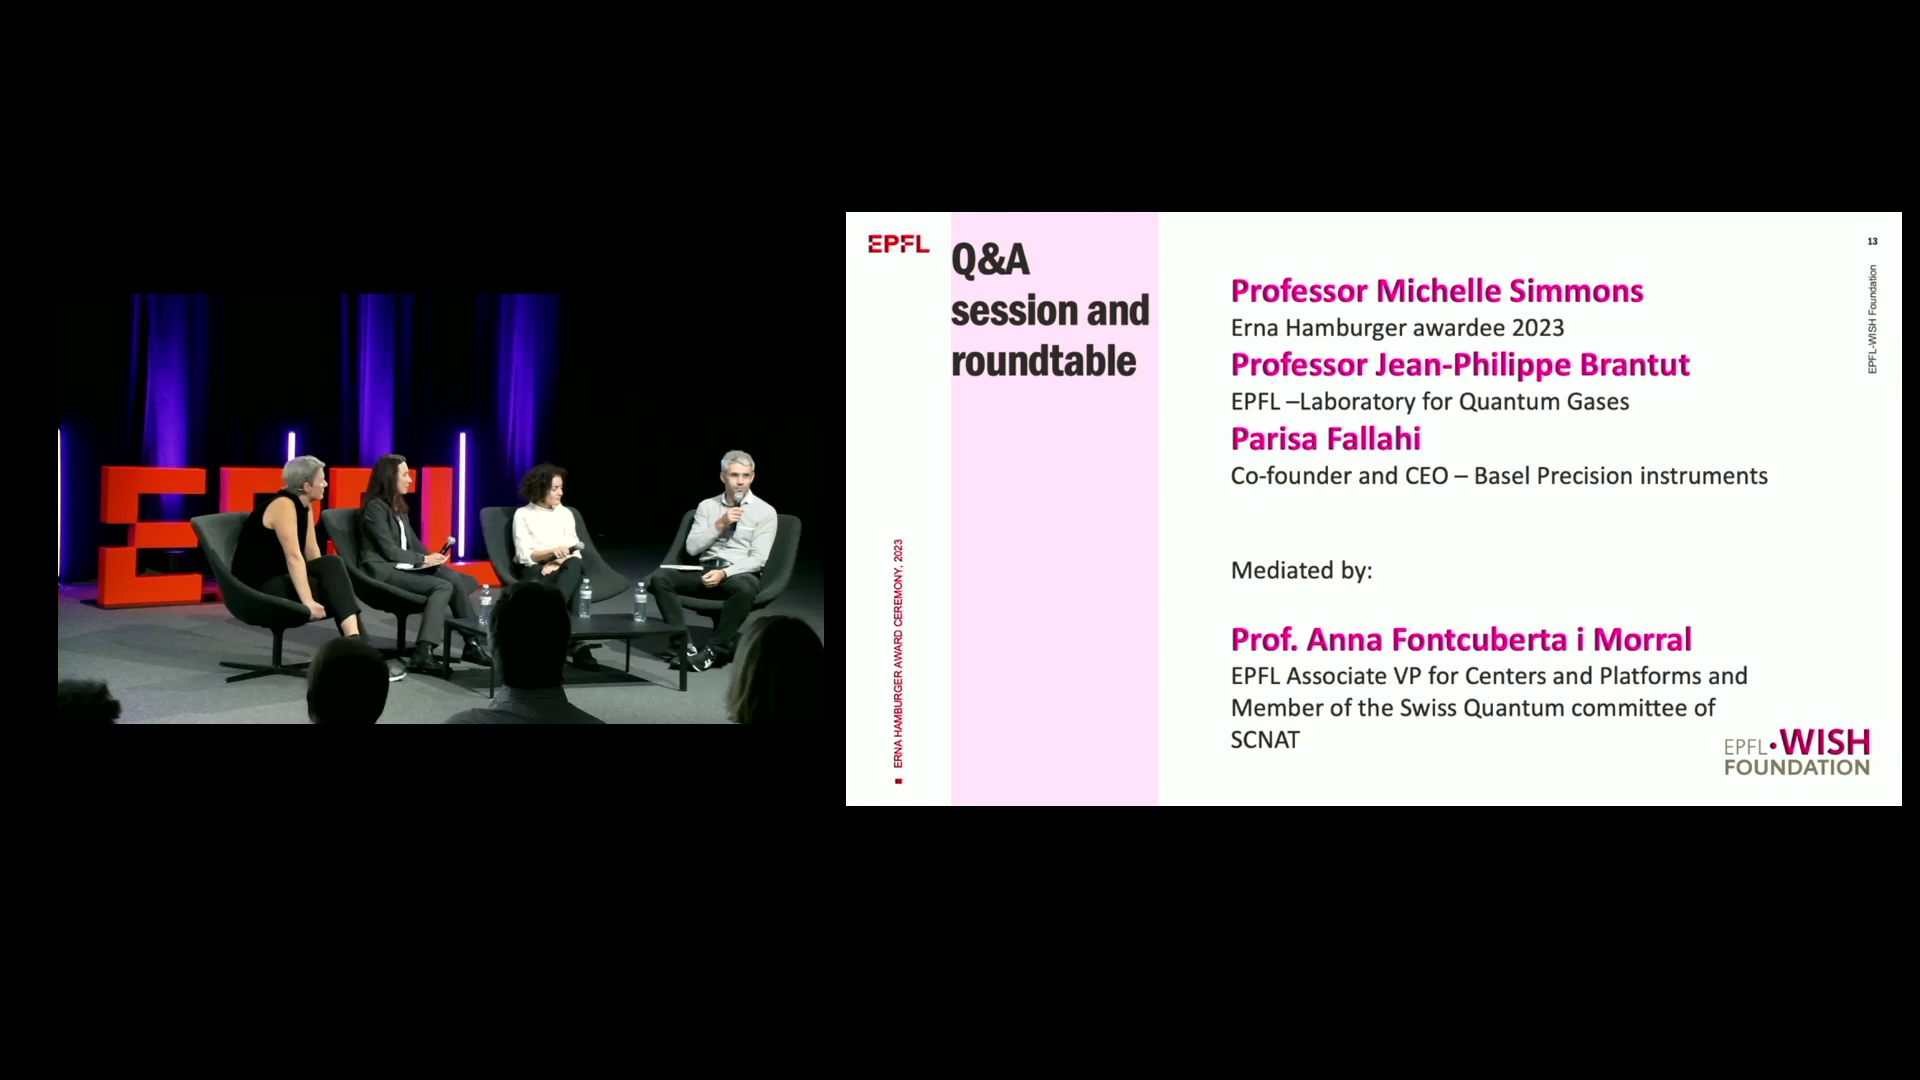 EPFL
EPFL
Q&A
session and
roundtable
Professor Michelle Simmons
Erna Hamburger awardee 2023
Professor Jean-Philippe Brantut
EPFL –Laboratory for Quantum Gases
Parisa Fallahi
Co-founder and CEO – Basel Precision instruments
Mediated by:
Prof. Anna Fontcuberta i Morral
EPFL Associate VP for Centers and Platforms and
Member of the Swiss Quantum committee of
SCNAT
13
EPFL-WISH Foundation
ERNA HAMBURGER AWARD CEREMONY, 2023
EPFL•WISH
FOUNDATION